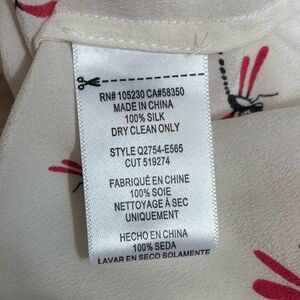 RN# 105230 CA#58350
MADE IN CHINA
100% SILK
DRY CLEAN ONLY
STYLE Q2754-E565
CUT 519274
FABRIQUÉ EN CHINE
100% SOIE
NETTOYAGE À SEC
UNIQUEMENT
HECHO EN CHINA
100% SEDA
LAVAR EN SECO SOLAMENTE